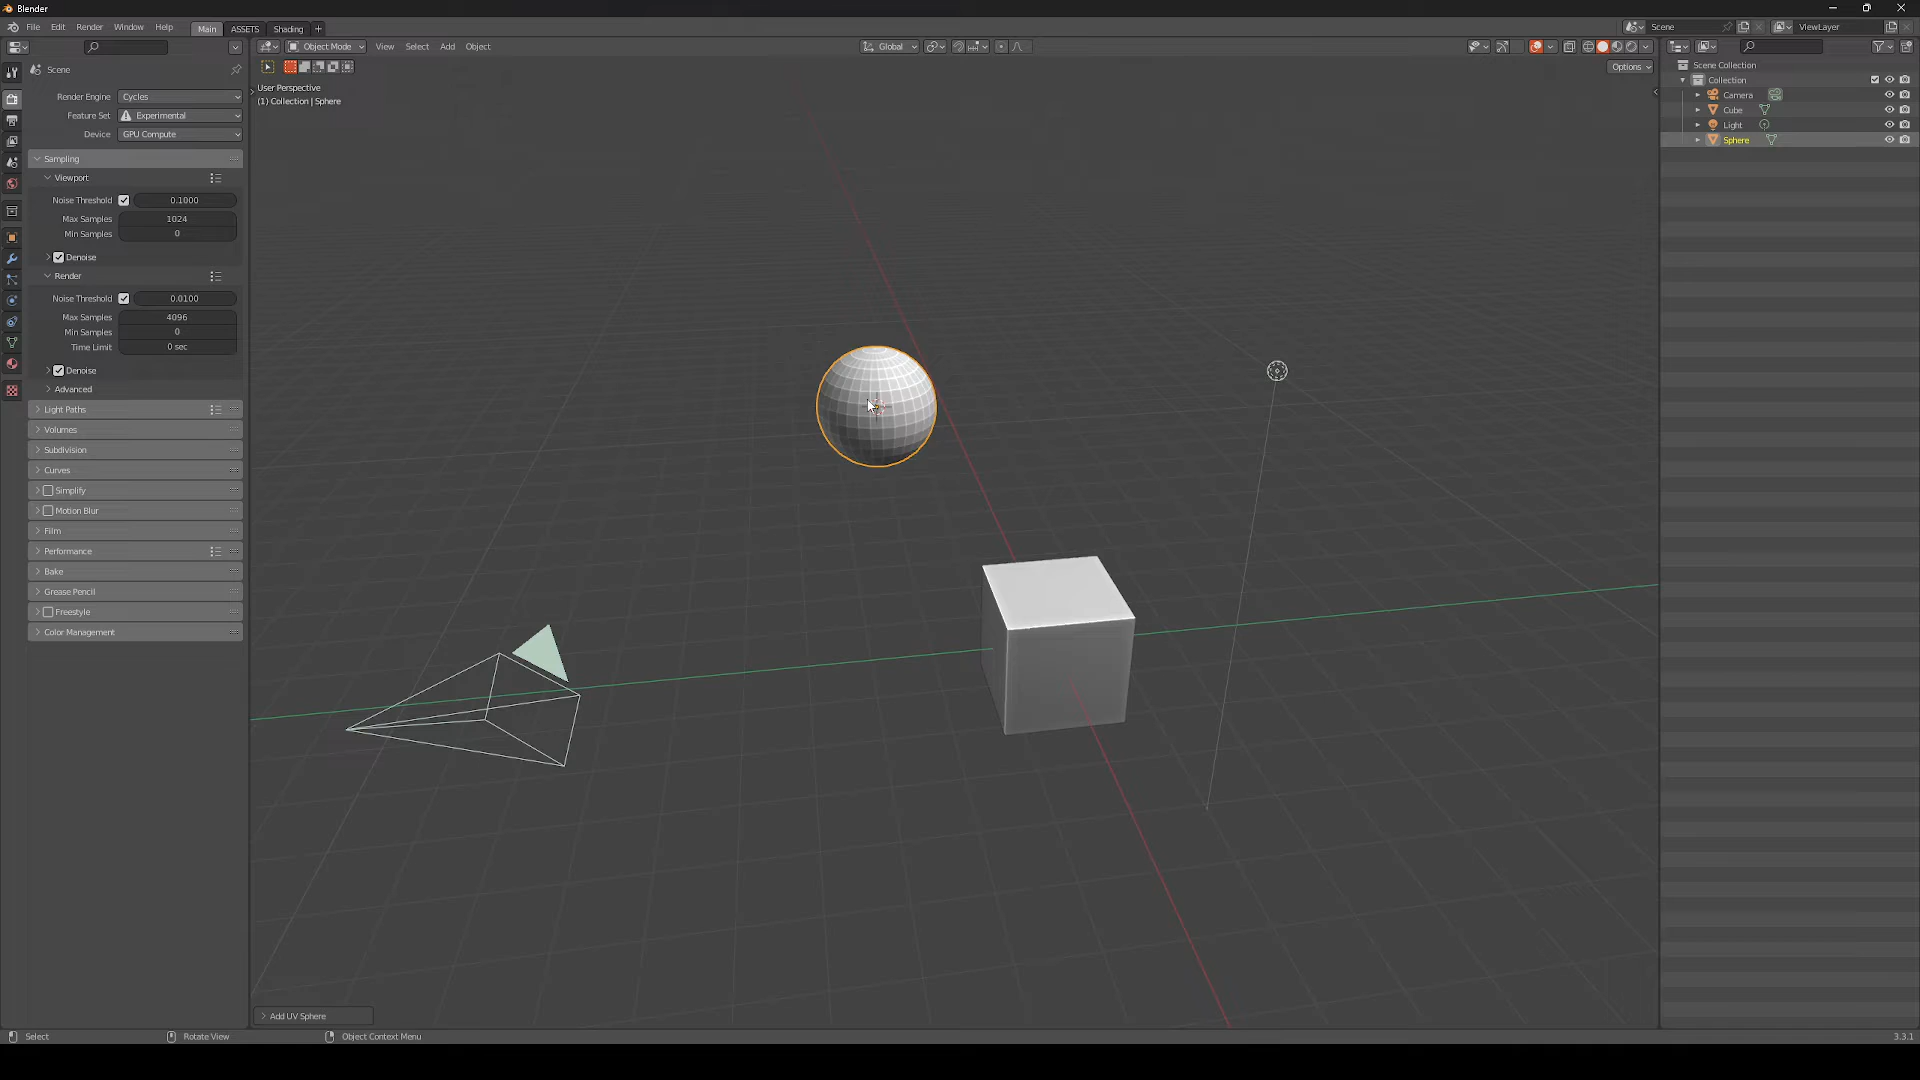 Blender
File Edit Render Window Help Main ASSETS Shading + Scene ViewLayer
Object Mode View Select Add Object Global
Options
Scene
Render Engine Cycles
Feature Set Experimental
Device GPU Compute
Sampling
Viewport
Noise Threshold 0.1000
Max Samples 1024
Min Samples 0
Denoise
Render
Noise Threshold 0.0100
Max Samples 4096
Min Samples 0
Time Limit 0 sec
Denoise
Advanced
Light Paths
Volumes
Subdivision
Curves
Simplify
Motion Blur
Film
Performance
Bake
Grease Pencil
Freestyle
Color Management
User Perspective
(1) Collection | Sphere
Add UV Sphere
Scene Collection
Collection
Camera
Cube
Light
Sphere
Select Rotate View Object Context Menu 3.3.1